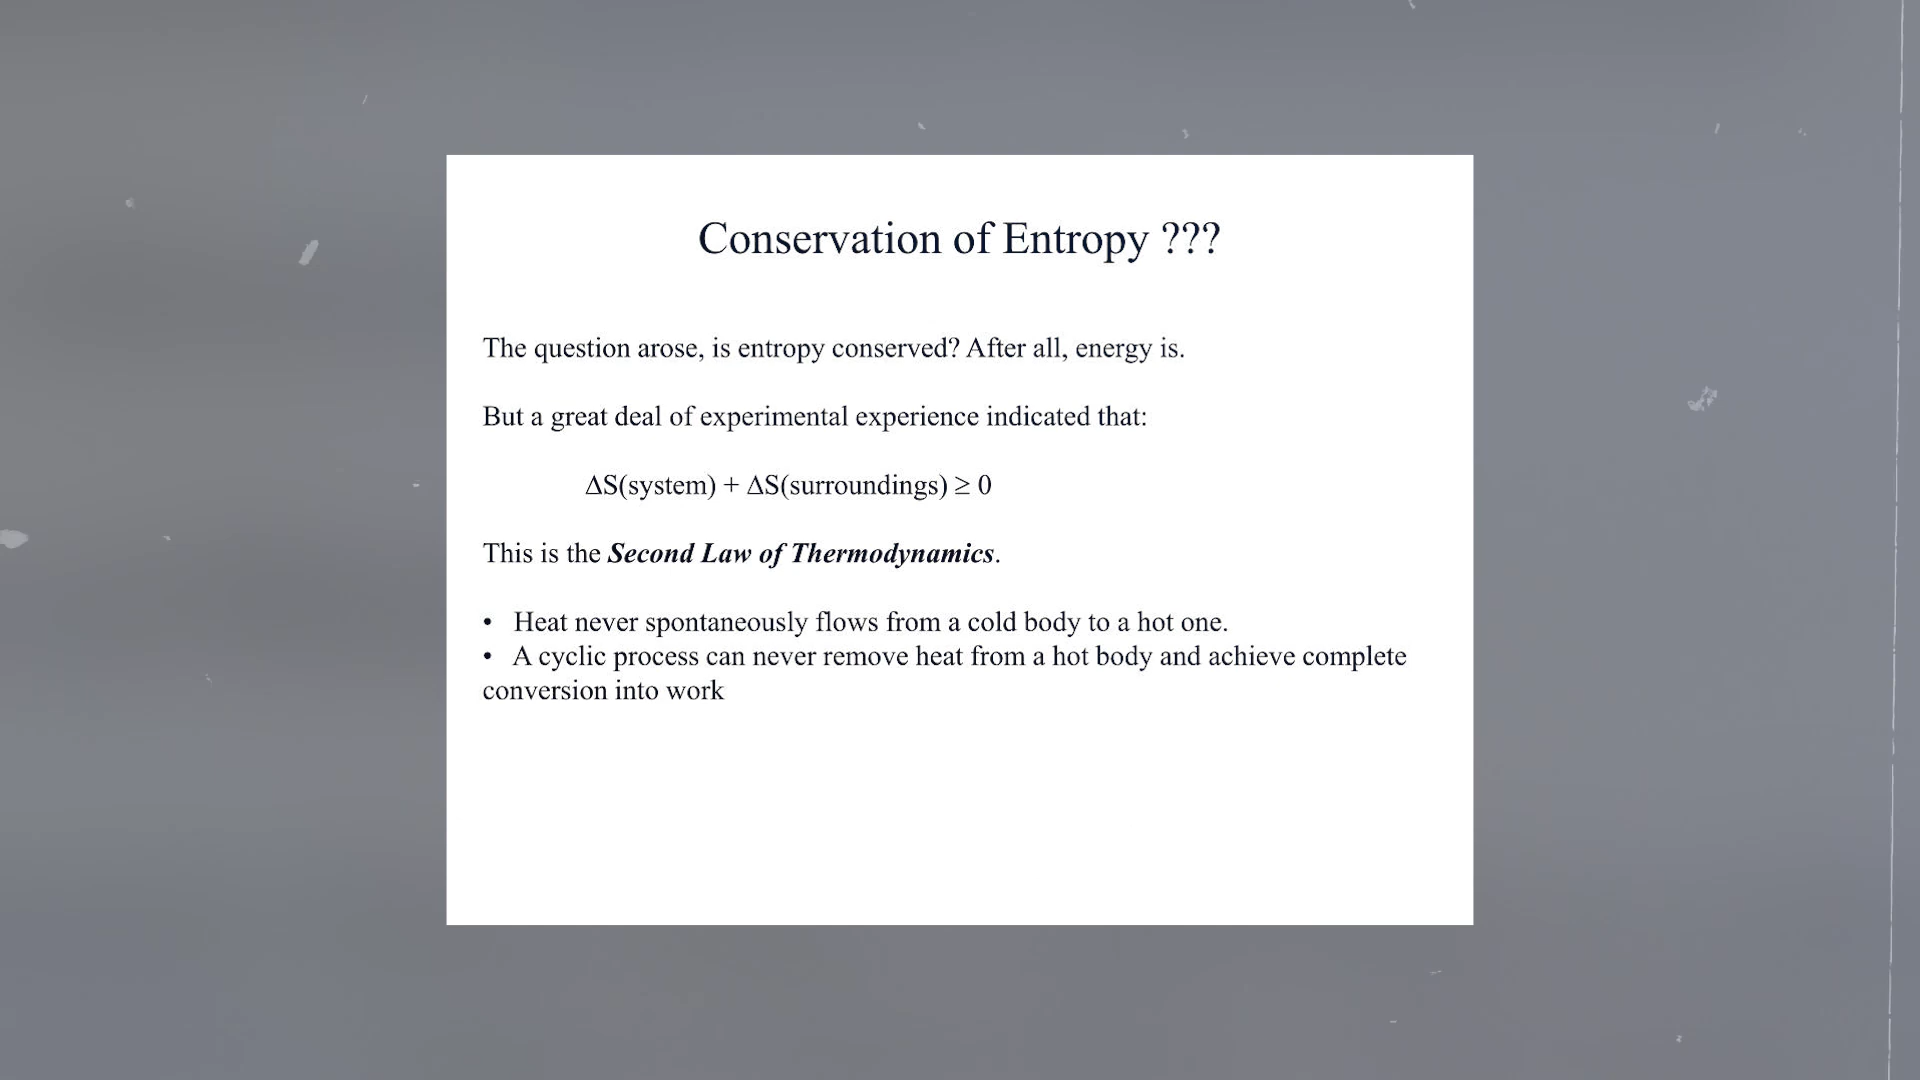 Conservation of Entropy ???
The question arose, is entropy conserved? After all, energy is.
But a great deal of experimental experience indicated that:
ΔS(system) + ΔS(surroundings) ≥ 0
This is the Second Law of Thermodynamics.
• Heat never spontaneously flows from a cold body to a hot one.
• A cyclic process can never remove heat from a hot body and achieve complete
conversion into work